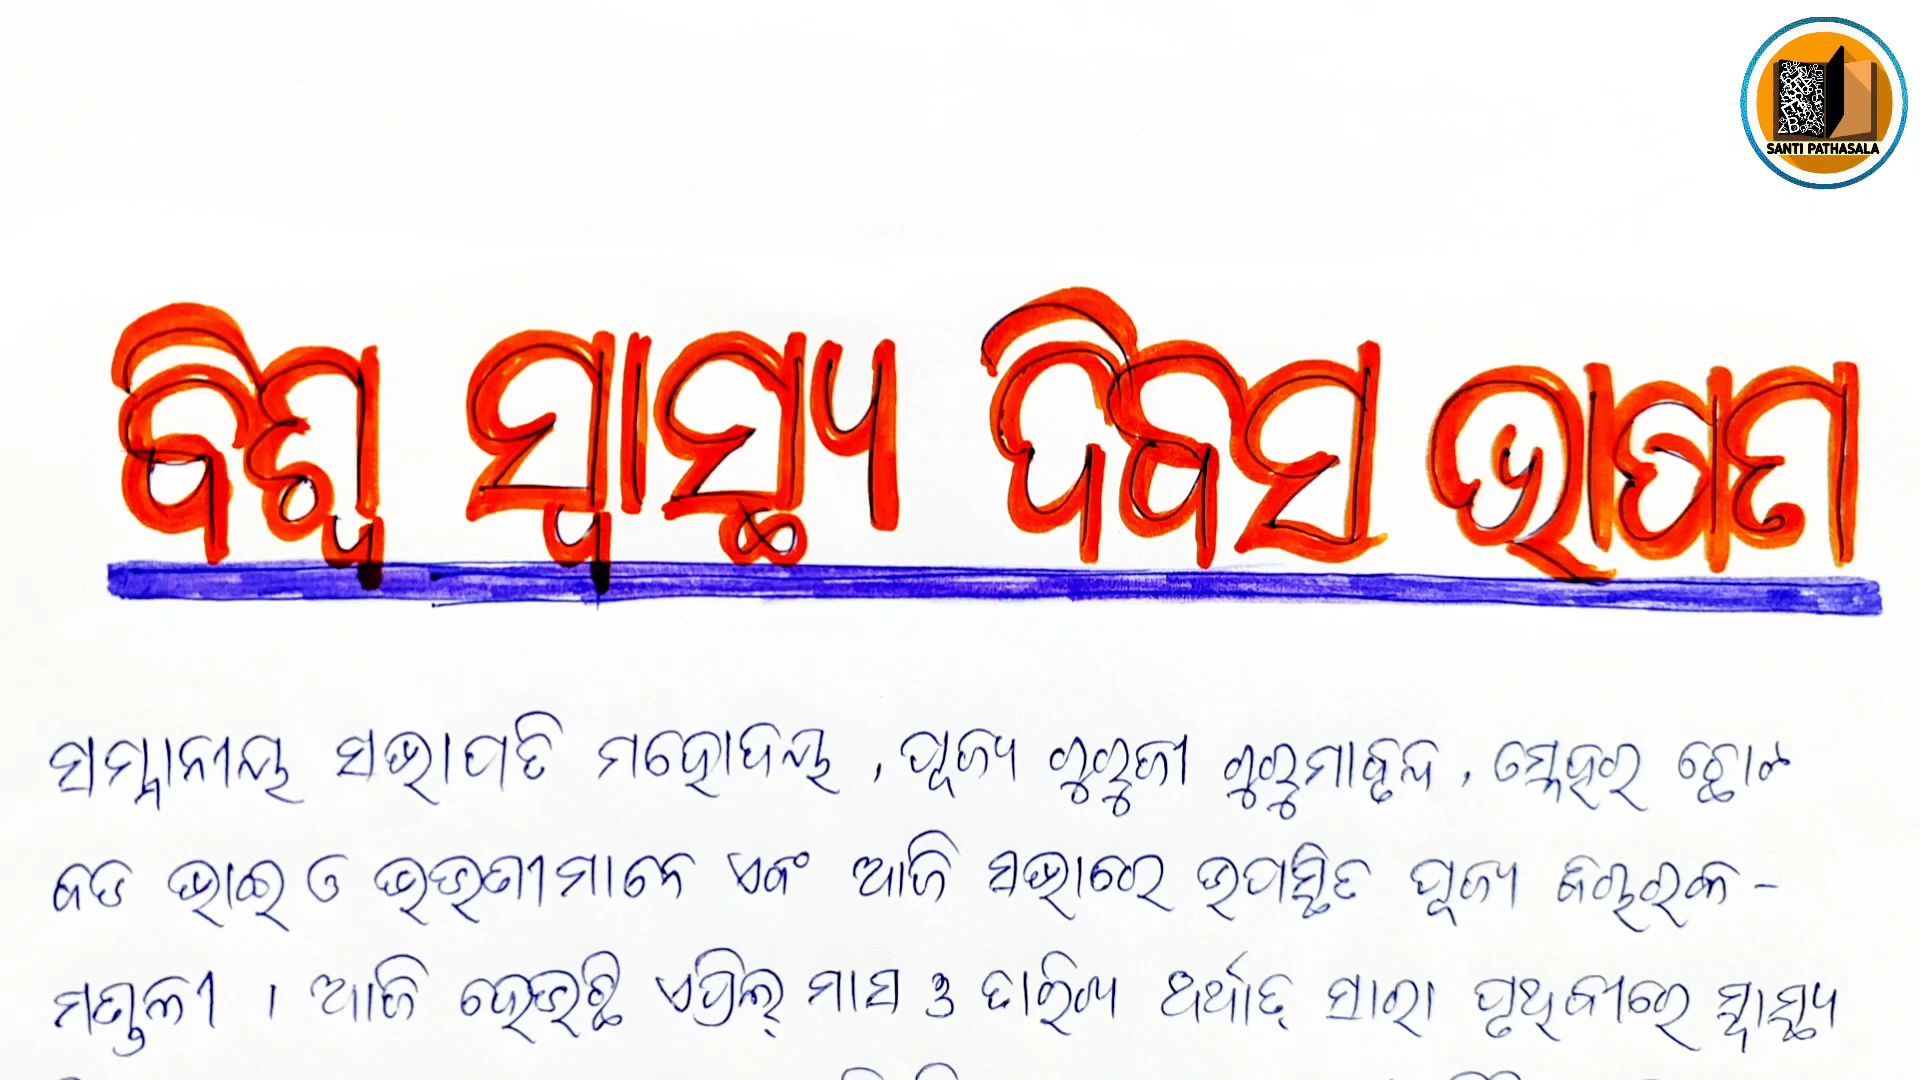 SANTI PATHASALA
ବିଶ୍ୱ ସ୍ୱାସ୍ଥ୍ୟ ଦିବସ ଭାଷଣ
ସମ୍ମାନୀୟ ସଭାପତି ମହୋଦୟ, ପୂଜ୍ୟ ଗୁରୁଜୀ ଗୁରୁମାବୃନ୍ଦ, ସ୍ନେହର ଛୋଟ
ବଡ ଭାଇ ଓ ଭଉଣୀମାନେ ଏବଂ ଆଜି ସଭାରେ ଉପସ୍ଥିତ ପୂଜ୍ୟ ବିଚାରକ -
ମଣ୍ଡଳୀ । ଆଜି ହେଉଛି ଏପ୍ରିଲ୍ ମାସ ୭ ତାରିଖ ଅର୍ଥାତ୍ ସାରା ପୃଥିବୀରେ ସ୍ୱାସ୍ଥ୍ୟ